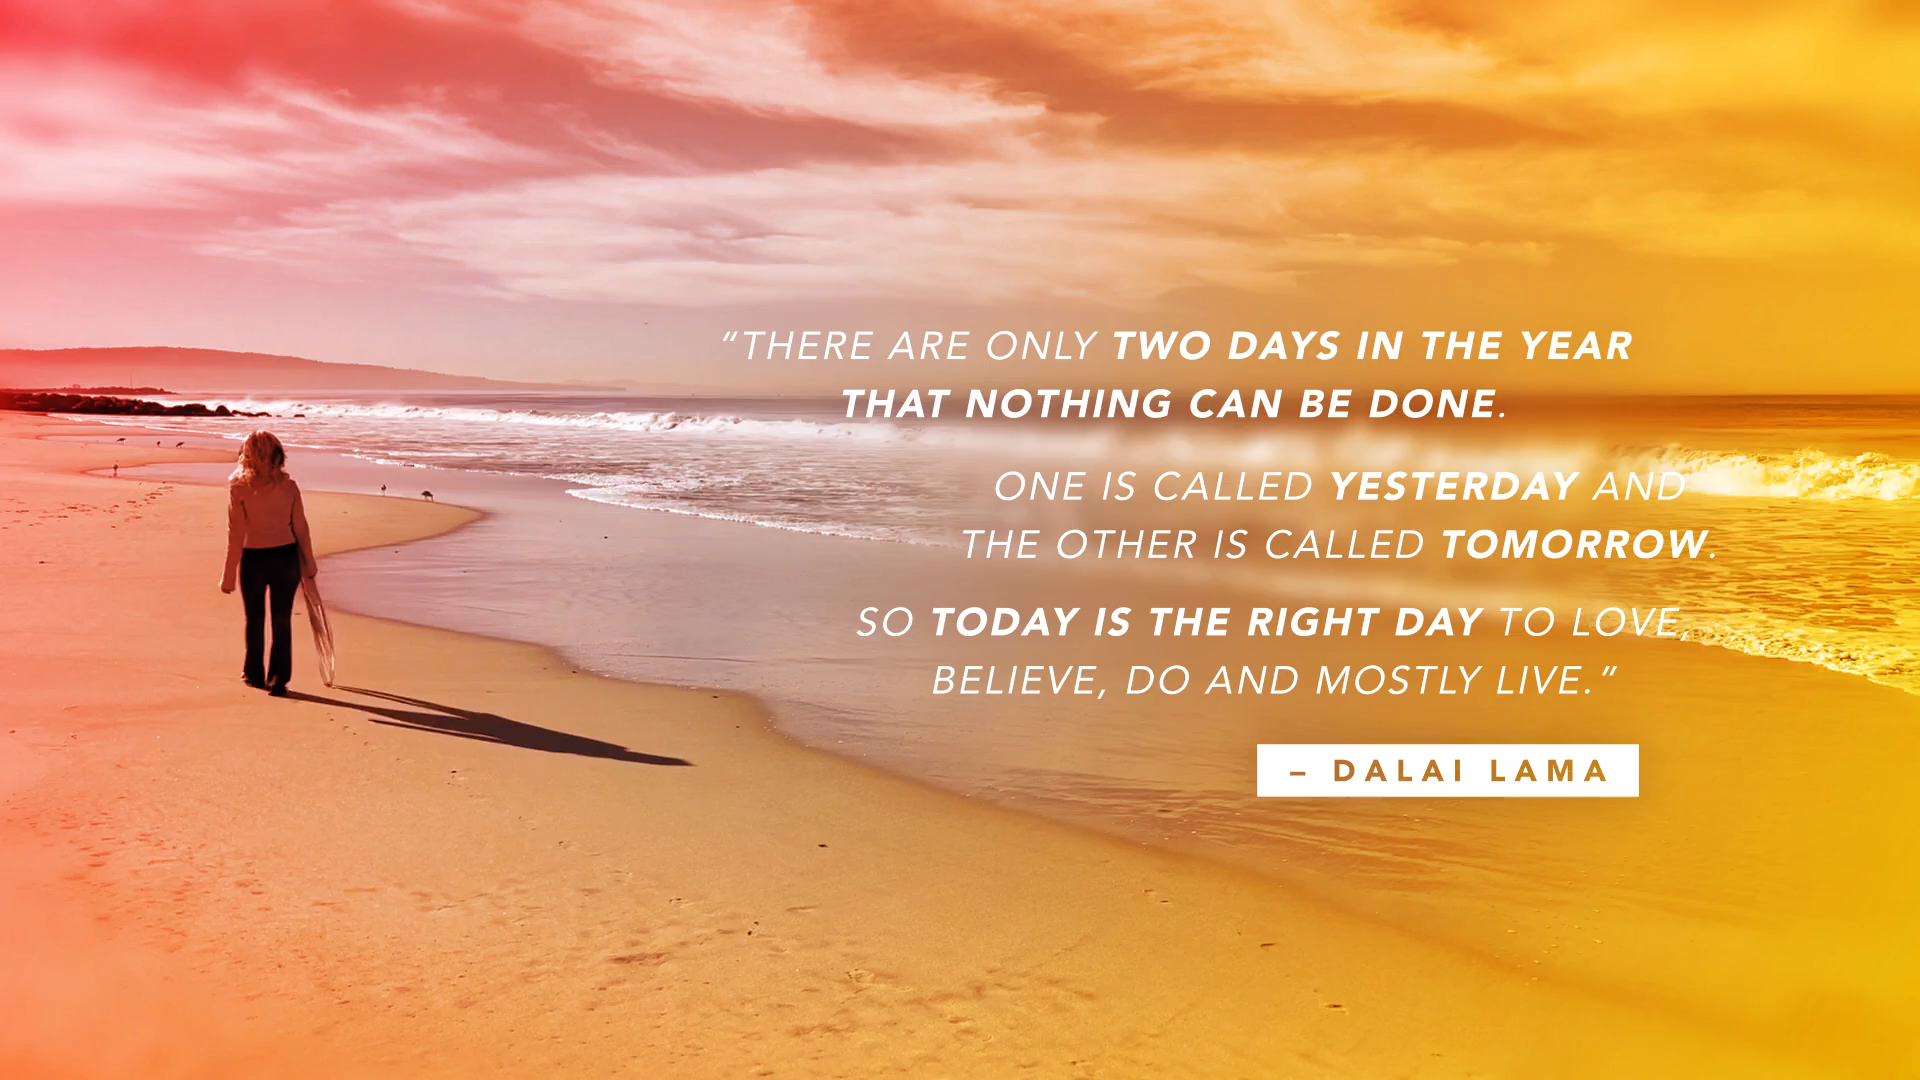 “THERE ARE ONLY TWO DAYS IN THE YEAR
THAT NOTHING CAN BE DONE.
ONE IS CALLED YESTERDAY AND
THE OTHER IS CALLED TOMORROW.
SO TODAY IS THE RIGHT DAY TO LOVE,
BELIEVE, DO AND MOSTLY LIVE.”
– DALAI LAMA